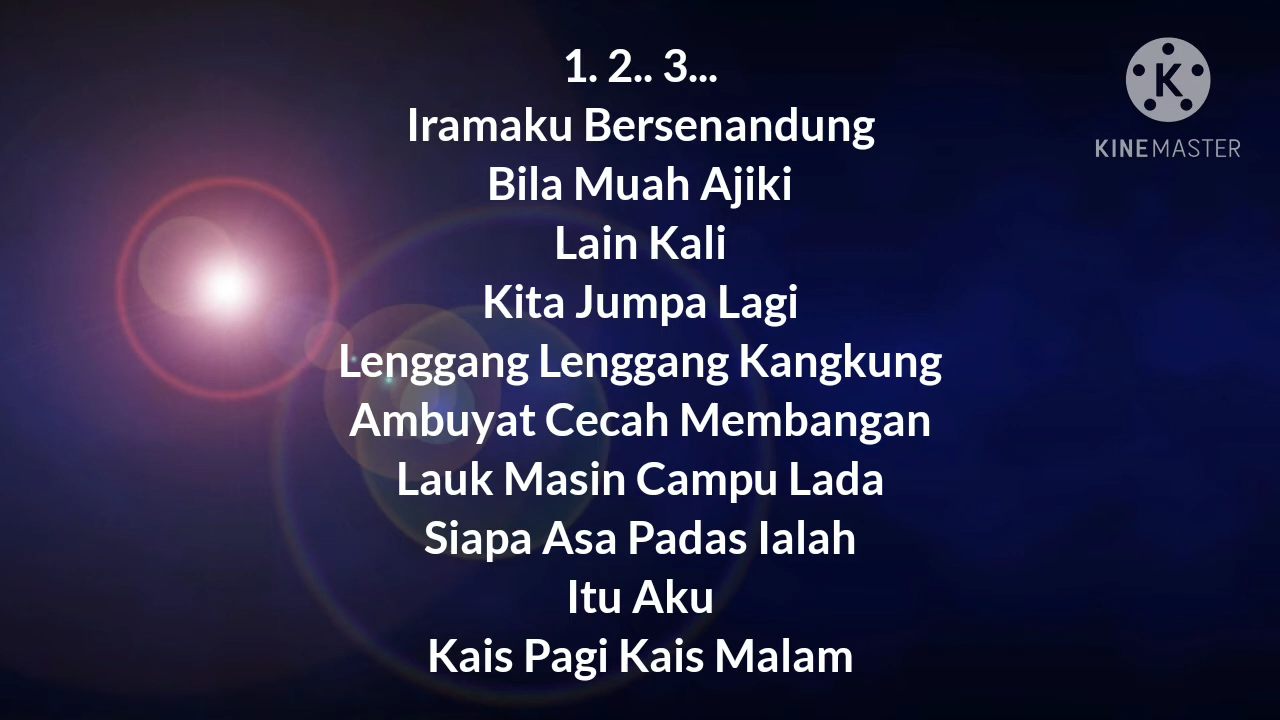 1. 2.. 3...
Iramaku Bersenandung
Bila Muah Ajiki
Lain Kali
Kita Jumpa Lagi
Lenggang Lenggang Kangkung
Ambuyat Cecah Membangan
Lauk Masin Campu Lada
Siapa Asa Padas Ialah
Itu Aku
Kais Pagi Kais Malam
K
KINEMASTER